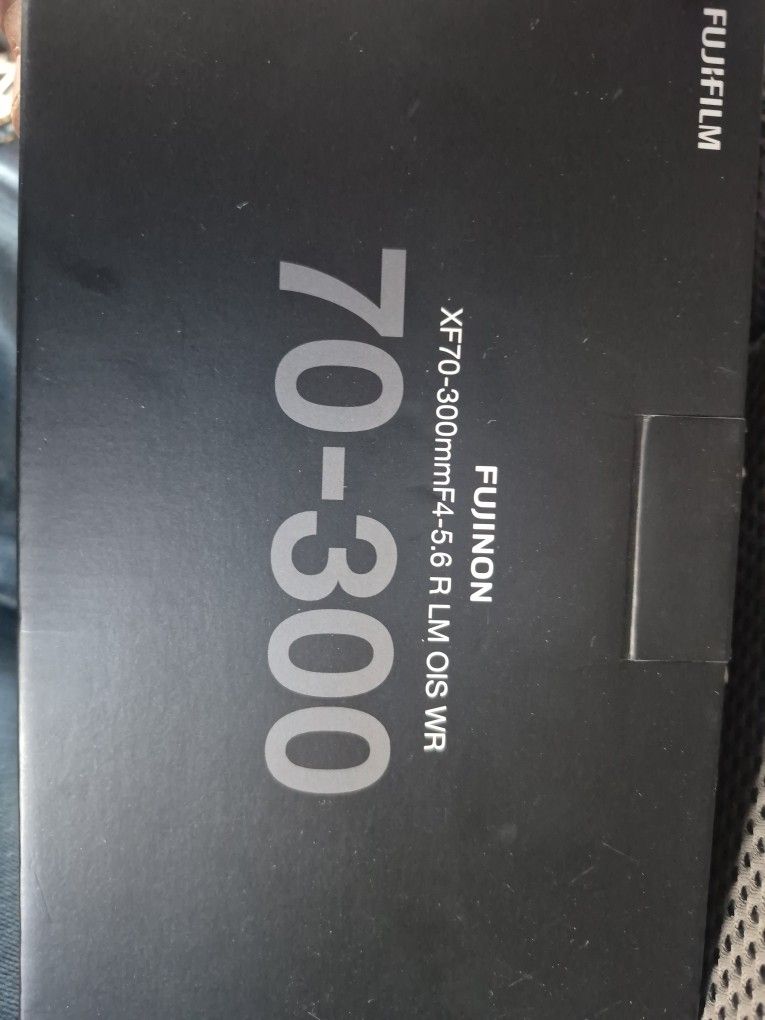 FUJIFILM
FUJINON
XF70-300mmF4-5.6 R LM OIS WR
70-300